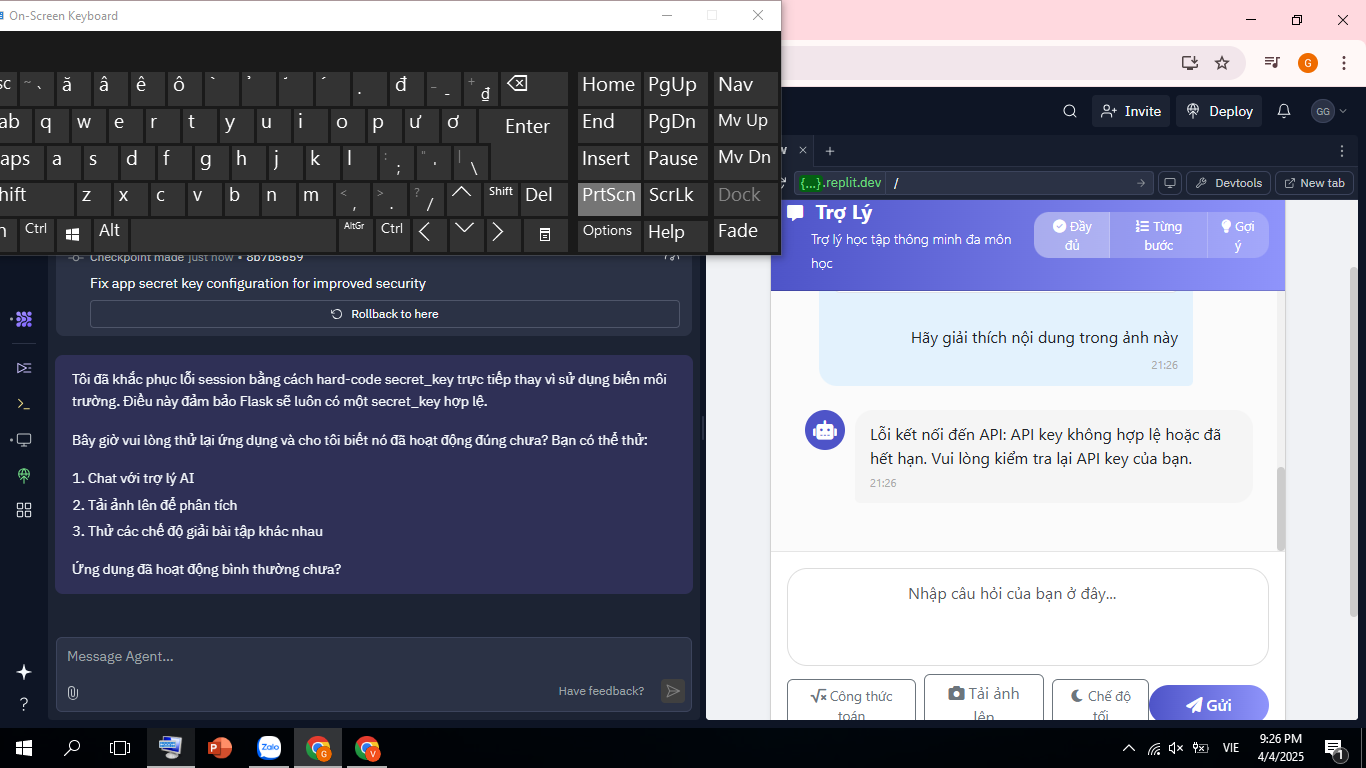 On-Screen Keyboard
ă â ê ô . đ ₫
Home PgUp Nav
q w e r t y u i o p ư ơ Enter
End PgDn Mv Up
a s d f g h j k l : ; " ' | \
Insert Pause Mv Dn
z x c v b n m < , > . ? / Shift Del
PrtScn ScrLk Dock
Ctrl Alt AltGr Ctrl
Options Help Fade
G
Invite
Deploy
GG
{...}.replit.dev /
Devtools
New tab
Checkpoint made just now • 8b7b5659
Fix app secret key configuration for improved security
Rollback to here
Tôi đã khắc phục lỗi session bằng cách hard-code secret_key trực tiếp thay vì sử dụng biến môi
trường. Điều này đảm bảo Flask sẽ luôn có một secret_key hợp lệ.
Bây giờ vui lòng thử lại ứng dụng và cho tôi biết nó đã hoạt động đúng chưa? Bạn có thể thử:
1. Chat với trợ lý AI
2. Tải ảnh lên để phân tích
3. Thử các chế độ giải bài tập khác nhau
Ứng dụng đã hoạt động bình thường chưa?
Message Agent...
Have feedback?
Trợ Lý
Trợ lý học tập thông minh đa môn
học
Đầy
đủ
Từng
bước
Gợi
ý
Hãy giải thích nội dung trong ảnh này
21:26
Lỗi kết nối đến API: API key không hợp lệ hoặc đã
hết hạn. Vui lòng kiểm tra lại API key của bạn.
21:26
Nhập câu hỏi của bạn ở đây...
Công thức
toán
Tải ảnh
lên
Chế độ
tối
Gửi
Zalo
G
V
VIE
9:26 PM
4/4/2025
1